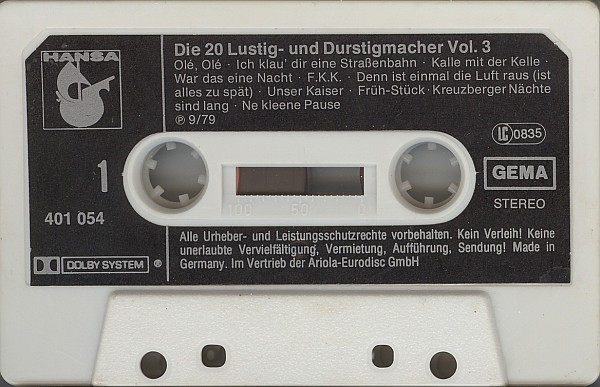 HANSA
Die 20 Lustig- und Durstigmacher Vol. 3
Olé, Olé · Ich klau' dir eine Straßenbahn · Kalle mit der Kelle ·
War das eine Nacht · F.K.K. · Denn ist einmal die Luft raus (ist
alles zu spät) · Unser Kaiser · Früh-Stück · Kreuzberger Nächte
sind lang · Ne kleene Pause
Ⓟ 9/79
LC 0835
1
GEMA
401 054
STEREO
100 50 0
Alle Urheber- und Leistungsschutzrechte vorbehalten. Kein Verleih! Keine
unerlaubte Vervielfältigung, Vermietung, Aufführung, Sendung! Made in
Germany. Im Vertrieb der Ariola-Eurodisc GmbH
DOLBY SYSTEM ®